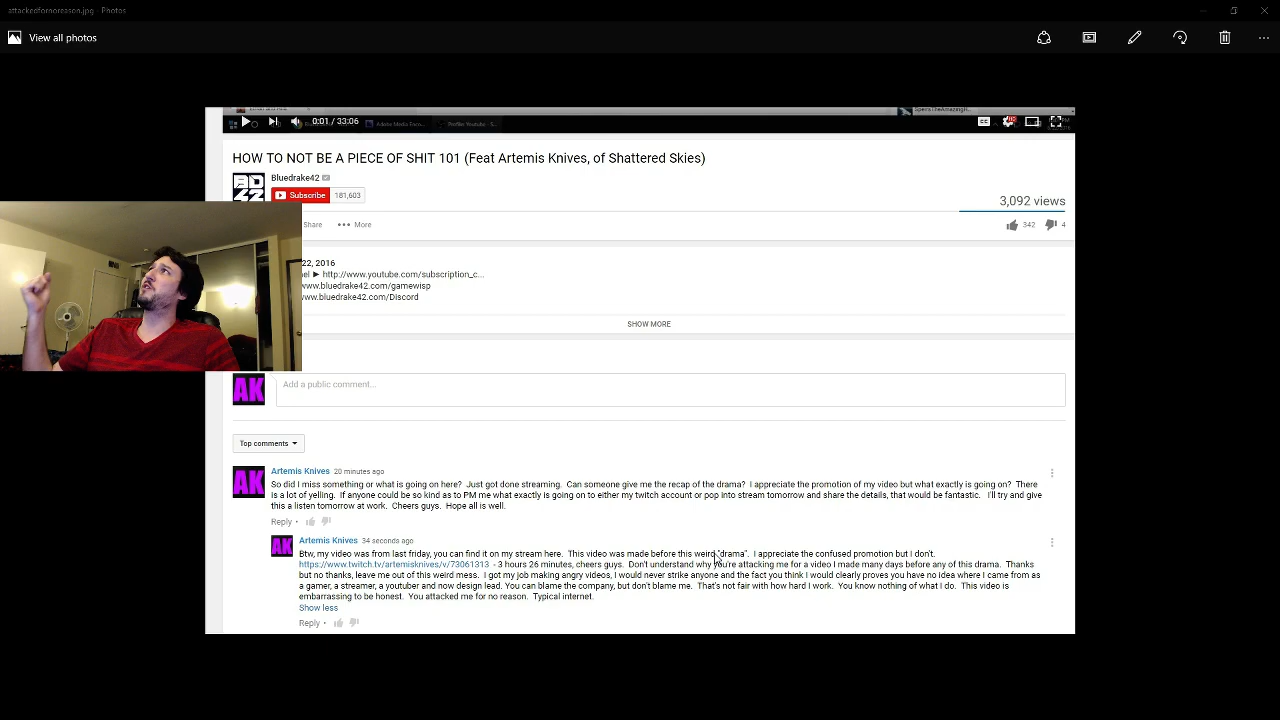 attackedfornoreason.jpg - Photos
View all photos
0:01 / 33:06
HOW TO NOT BE A PIECE OF SHIT 101 (Feat Artemis Knives, of Shattered Skies)
Bluedrake42
Subscribe 181,603
3,092 views
Share ••• More
342 4
22, 2016
http://www.youtube.com/subscription_c...
www.bluedrake42.com/gamewisp
www.bluedrake42.com/Discord
SHOW MORE
AK
Add a public comment...
Top comments
AK
Artemis Knives 20 minutes ago
So did I miss something or what is going on here? Just got done streaming. Can someone give me the recap of the drama? I appreciate the promotion of my video but what exactly is going on? There
is a lot of yelling. If anyone could be so kind as to PM me what exactly is going on to either my twitch account or pop into stream tomorrow and share the details, that would be fantastic. I'll try and give
this a listen tomorrow at work. Cheers guys. Hope all is well.
Reply •
AK
Artemis Knives 34 seconds ago
Btw, my video was from last friday, you can find it on my stream here. This video was made before this weird "drama". I appreciate the confused promotion but I don't.
https://www.twitch.tv/artemisknives/v/73061313 - 3 hours 26 minutes, cheers guys. Don't understand why you're attacking me for a video I made many days before any of this drama. Thanks
but no thanks, leave me out of this weird mess. I got my job making angry videos, I would never strike anyone and the fact you think I would clearly proves you have no idea where I came from as
a gamer, a streamer, a youtuber and now design lead. You can blame the company, but don't blame me. That's not fair with how hard I work. You know nothing of what I do. This video is
embarrassing to be honest. You attacked me for no reason. Typical internet.
Show less
Reply •